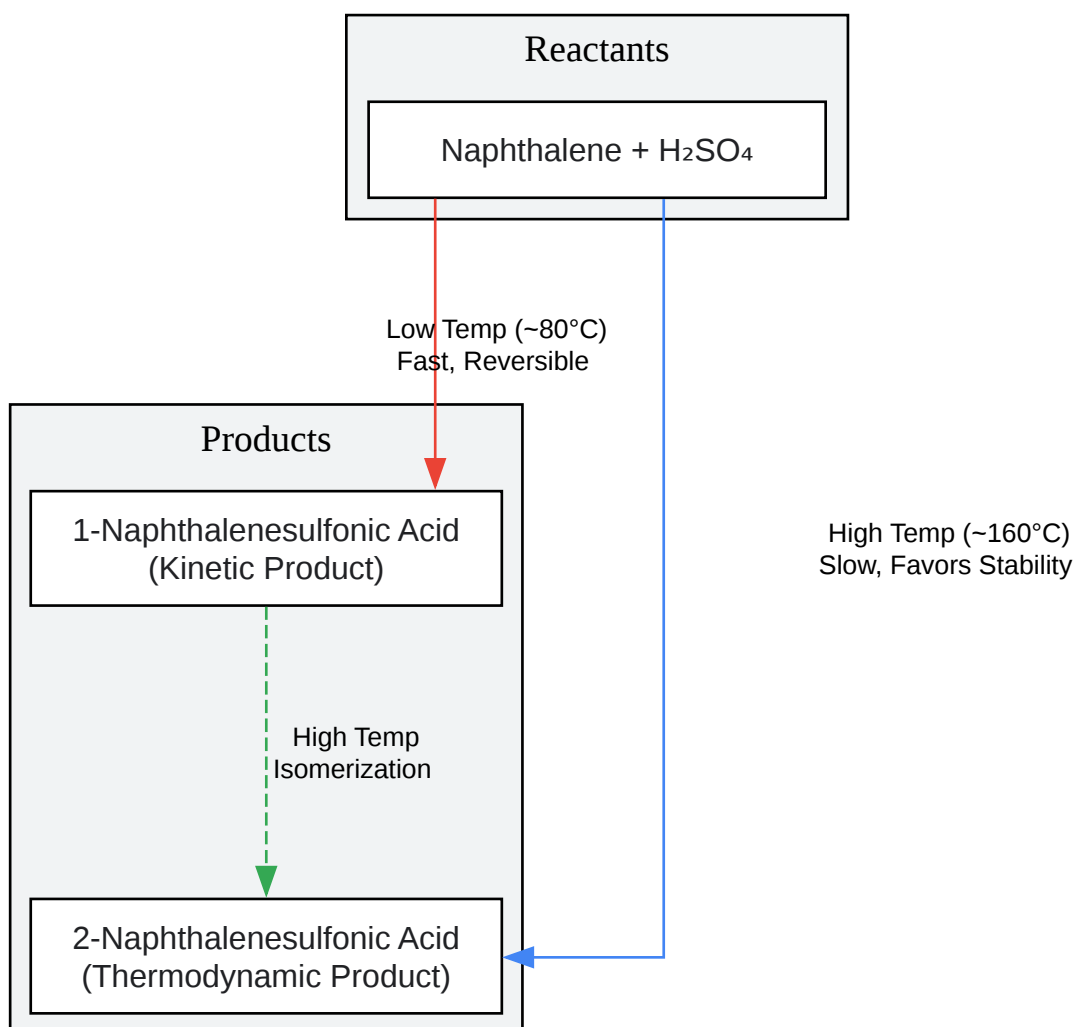 Reactants
Naphthalene + H₂SO₄
Low Temp (~80°C)
Fast, Reversible
Products
1-Naphthalenesulfonic Acid
(Kinetic Product)
High Temp (~160°C)
Slow, Favors Stability
High Temp
Isomerization
2-Naphthalenesulfonic Acid
(Thermodynamic Product)